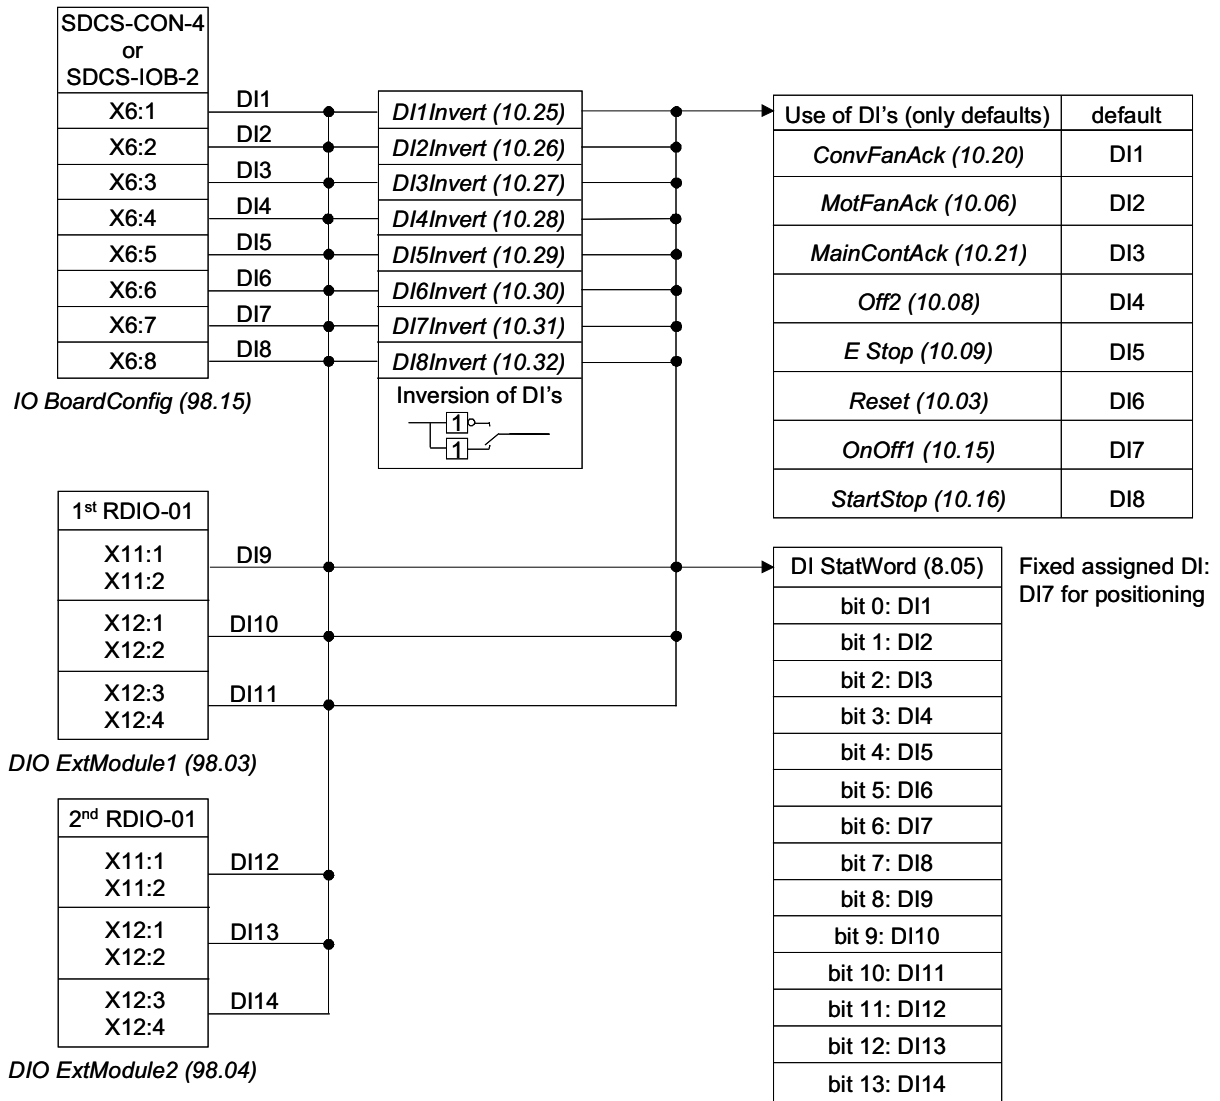 SDCS-CON-4
or
SDCS-IOB-2
X6:1
X6:2
X6:3
X6:4
X6:5
X6:6
X6:7
X6:8
IO BoardConfig (98.15)
DI1
DI2
DI3
DI4
DI5
DI6
DI7
DI8
DI1Invert (10.25)
DI2Invert (10.26)
DI3Invert (10.27)
DI4Invert (10.28)
DI5Invert (10.29)
DI6Invert (10.30)
DI7Invert (10.31)
DI8Invert (10.32)
Inversion of DI's
1
1
Use of DI's (only defaults) default
ConvFanAck (10.20) DI1
MotFanAck (10.06) DI2
MainContAck (10.21) DI3
Off2 (10.08) DI4
E Stop (10.09) DI5
Reset (10.03) DI6
OnOff1 (10.15) DI7
StartStop (10.16) DI8
1st RDIO-01
X11:1
X11:2
DI9
X12:1
X12:2
DI10
X12:3
X12:4
DI11
DIO ExtModule1 (98.03)
2nd RDIO-01
X11:1
X11:2
DI12
X12:1
X12:2
DI13
X12:3
X12:4
DI14
DIO ExtModule2 (98.04)
DI StatWord (8.05)
bit 0: DI1
bit 1: DI2
bit 2: DI3
bit 3: DI4
bit 4: DI5
bit 5: DI6
bit 6: DI7
bit 7: DI8
bit 8: DI9
bit 9: DI10
bit 10: DI11
bit 11: DI12
bit 12: DI13
bit 13: DI14
Fixed assigned DI:
DI7 for positioning